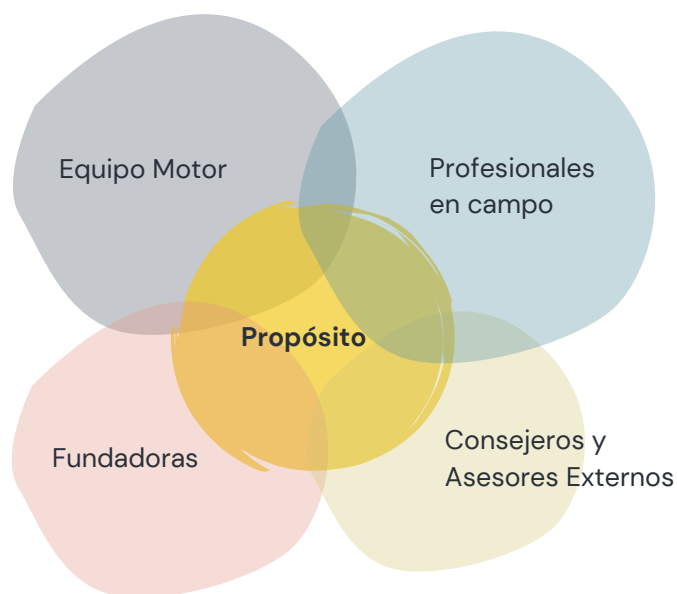 Equipo Motor
Profesionales
en campo
Propósito
Fundadoras
Consejeros y
Asesores Externos